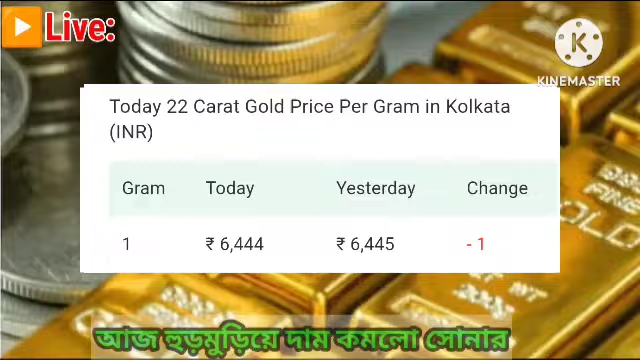 Live:
KINEMASTER
Today 22 Carat Gold Price Per Gram in Kolkata
(INR)
Gram Today Yesterday Change
1 ₹ 6,444 ₹ 6,445 - 1
আজ হুড়মুড়িয়ে দাম কমলো সোনার